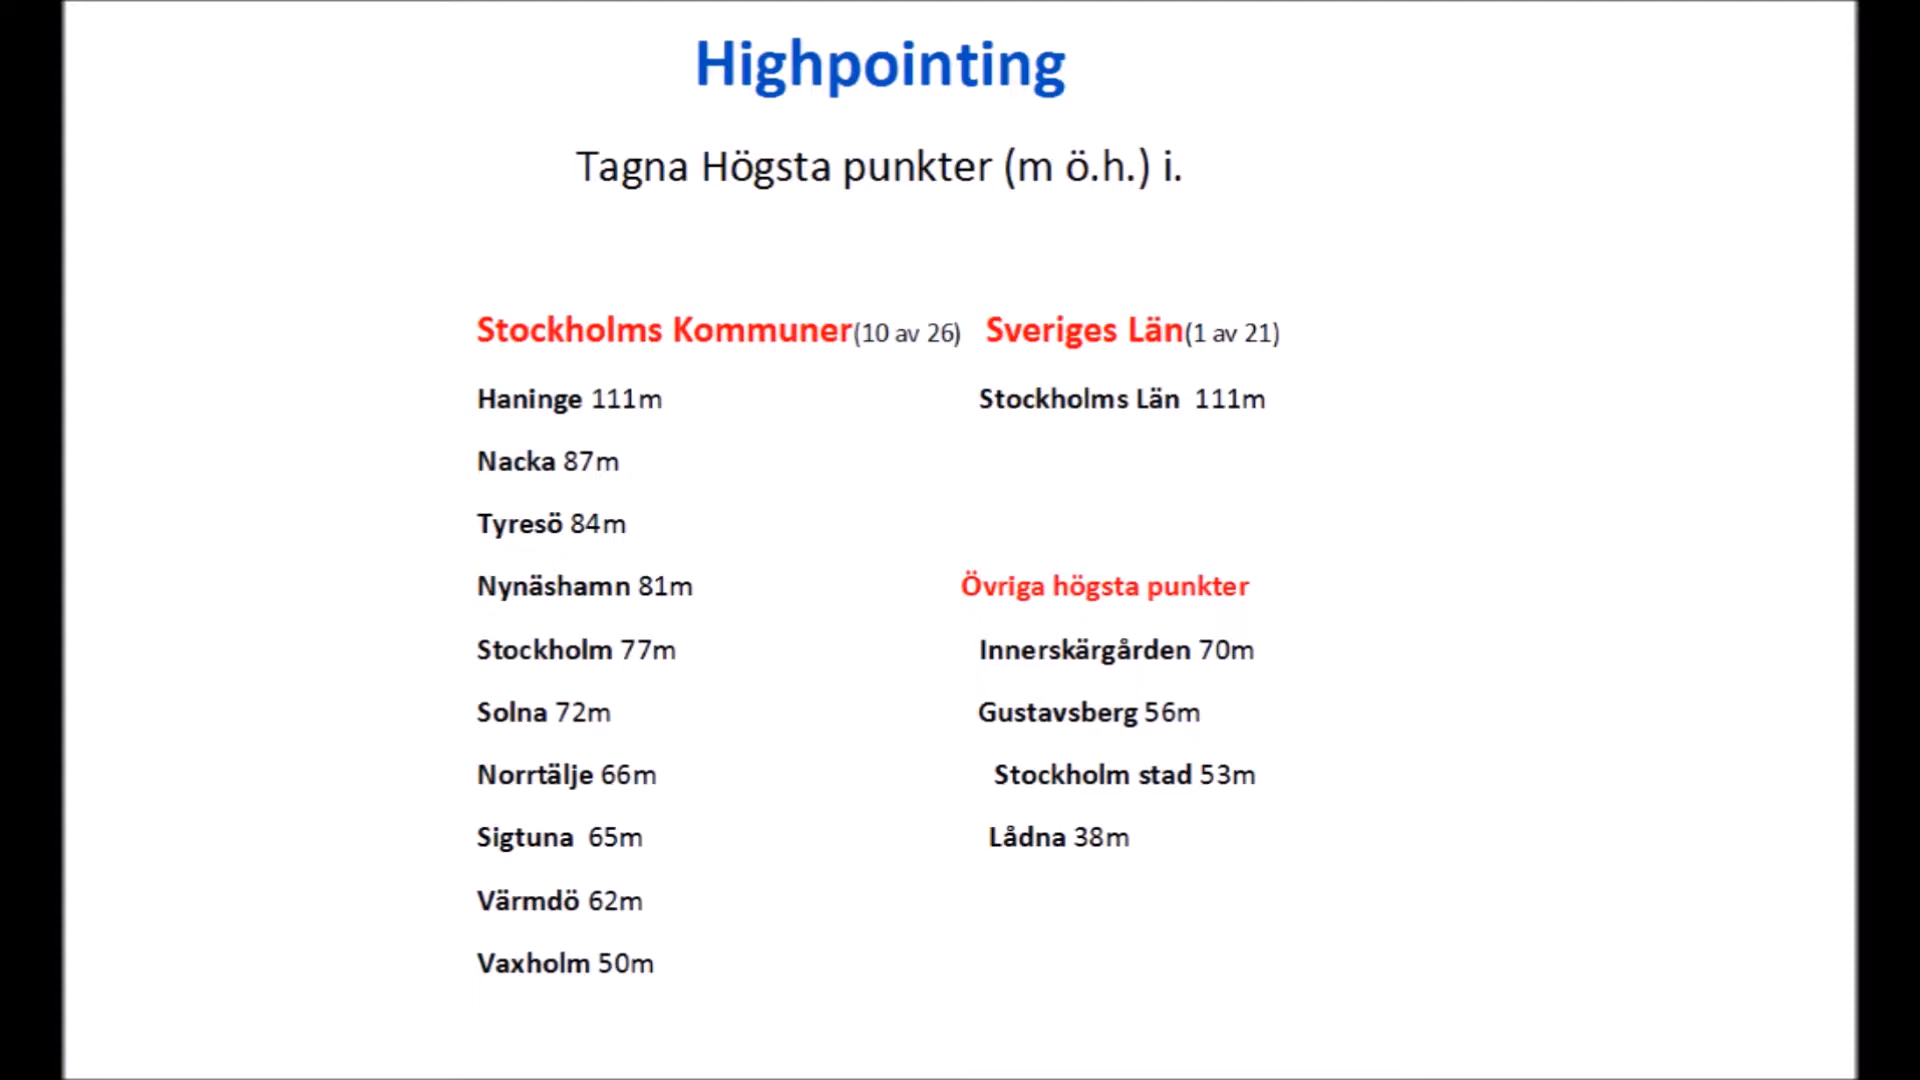 Highpointing
Tagna Högsta punkter (m ö.h.) i.
Stockholms Kommuner(10 av 26) Sveriges Län(1 av 21)
Haninge 111m Stockholms Län 111m
Nacka 87m
Tyresö 84m
Nynäshamn 81m Övriga högsta punkter
Stockholm 77m Innerskärgården 70m
Solna 72m Gustavsberg 56m
Norrtälje 66m Stockholm stad 53m
Sigtuna 65m Lådna 38m
Värmdö 62m
Vaxholm 50m